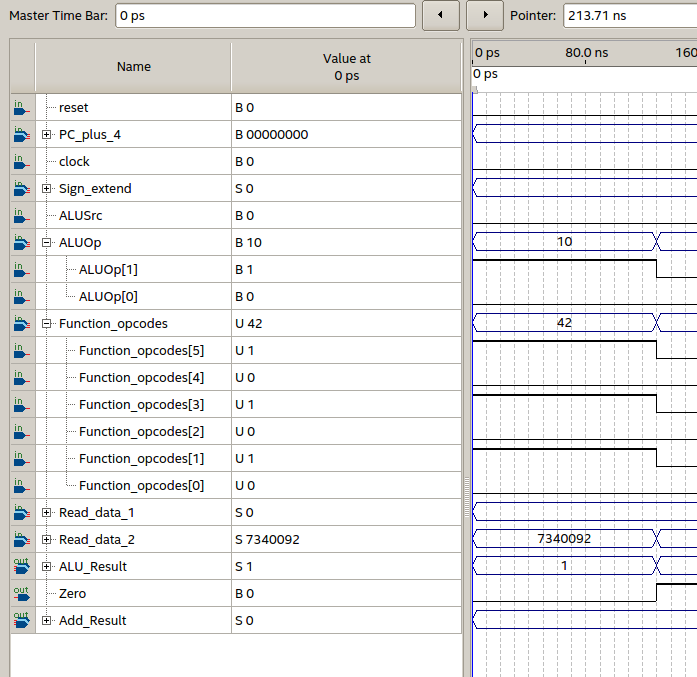 Master Time Bar: 0 ps Pointer: 213.71 ns
Name Value at 0 ps 0 ps 80.0 ns 160
0 ps
in reset B 0
in PC_plus_4 B 00000000
in clock B 0
in Sign_extend S 0
in ALUSrc B 0
in ALUOp B 10 10
in ALUOp[1] B 1
in ALUOp[0] B 0
in Function_opcodes U 42 42
in Function_opcodes[5] U 1
in Function_opcodes[4] U 0
in Function_opcodes[3] U 1
in Function_opcodes[2] U 0
in Function_opcodes[1] U 1
in Function_opcodes[0] U 0
in Read_data_1 S 0
in Read_data_2 S 7340092 7340092
out ALU_Result S 1 1
out Zero B 0
out Add_Result S 0